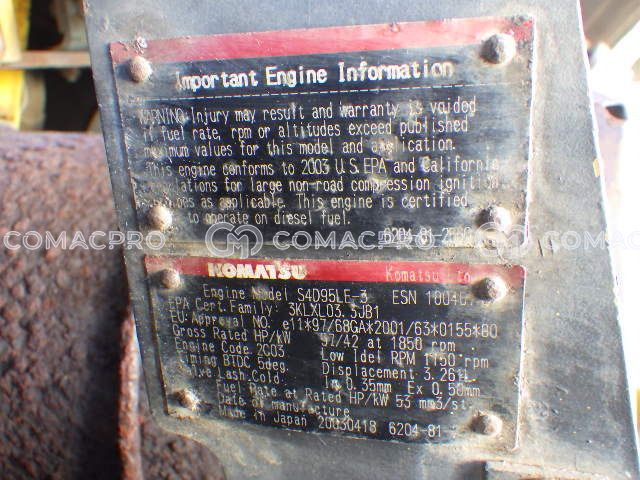 Important Engine Information
WARNING: Injury may result and warranty is voided
if fuel rate, rpm or altitudes exceed published
maximum values for this model and application.
This engine conforms to 2003 U.S.EPA and California
regulations for large non-road compression ignition
as applicable. This engine is certified
to operate on diesel fuel.
6204-81-
COMACPRO COMACPRO COMACPRO
KOMATSU Komatsu
Engine Model S4D95LE-3 ESN
EPA Cert.Family: 3KLXL03.3JB1
EU Approval NO. e11*97/68GA*2001/63*0155*80
Gross Rated HP/kW 57/42 at 1850 rpm
Engine Code 2C03 Low Idel RPM 1150 rpm
Timing BTDC 5deg. Displacement 3.26lL
Valve Lash.Cold. In 0.35mm Ex 0.50mm
Fuel Rate at Rated HP/kW 53 mm3/st.
Date of manufacture
Made in Japan 20030418 6204-81-